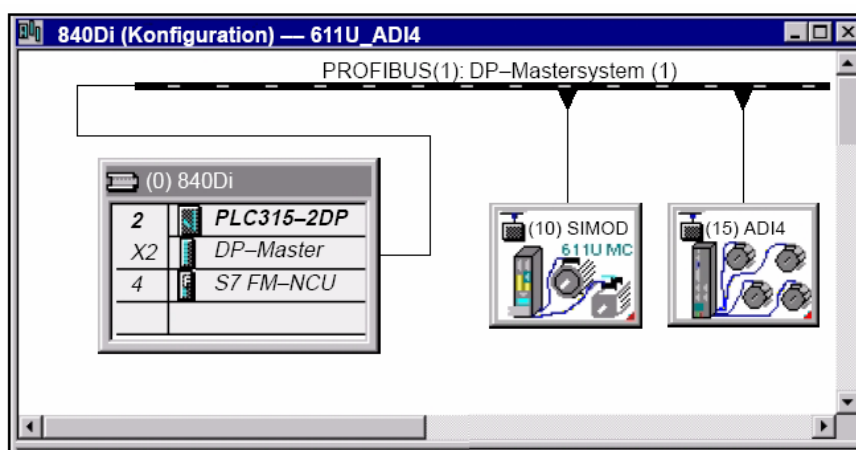 840Di (Konfiguration) — 611U_ADI4
PROFIBUS(1): DP–Mastersystem (1)
(0) 840Di
2 PLC315–2DP
X2 DP–Master
4 S7 FM–NCU
(10) SIMOD
611U MC
(15) ADI4